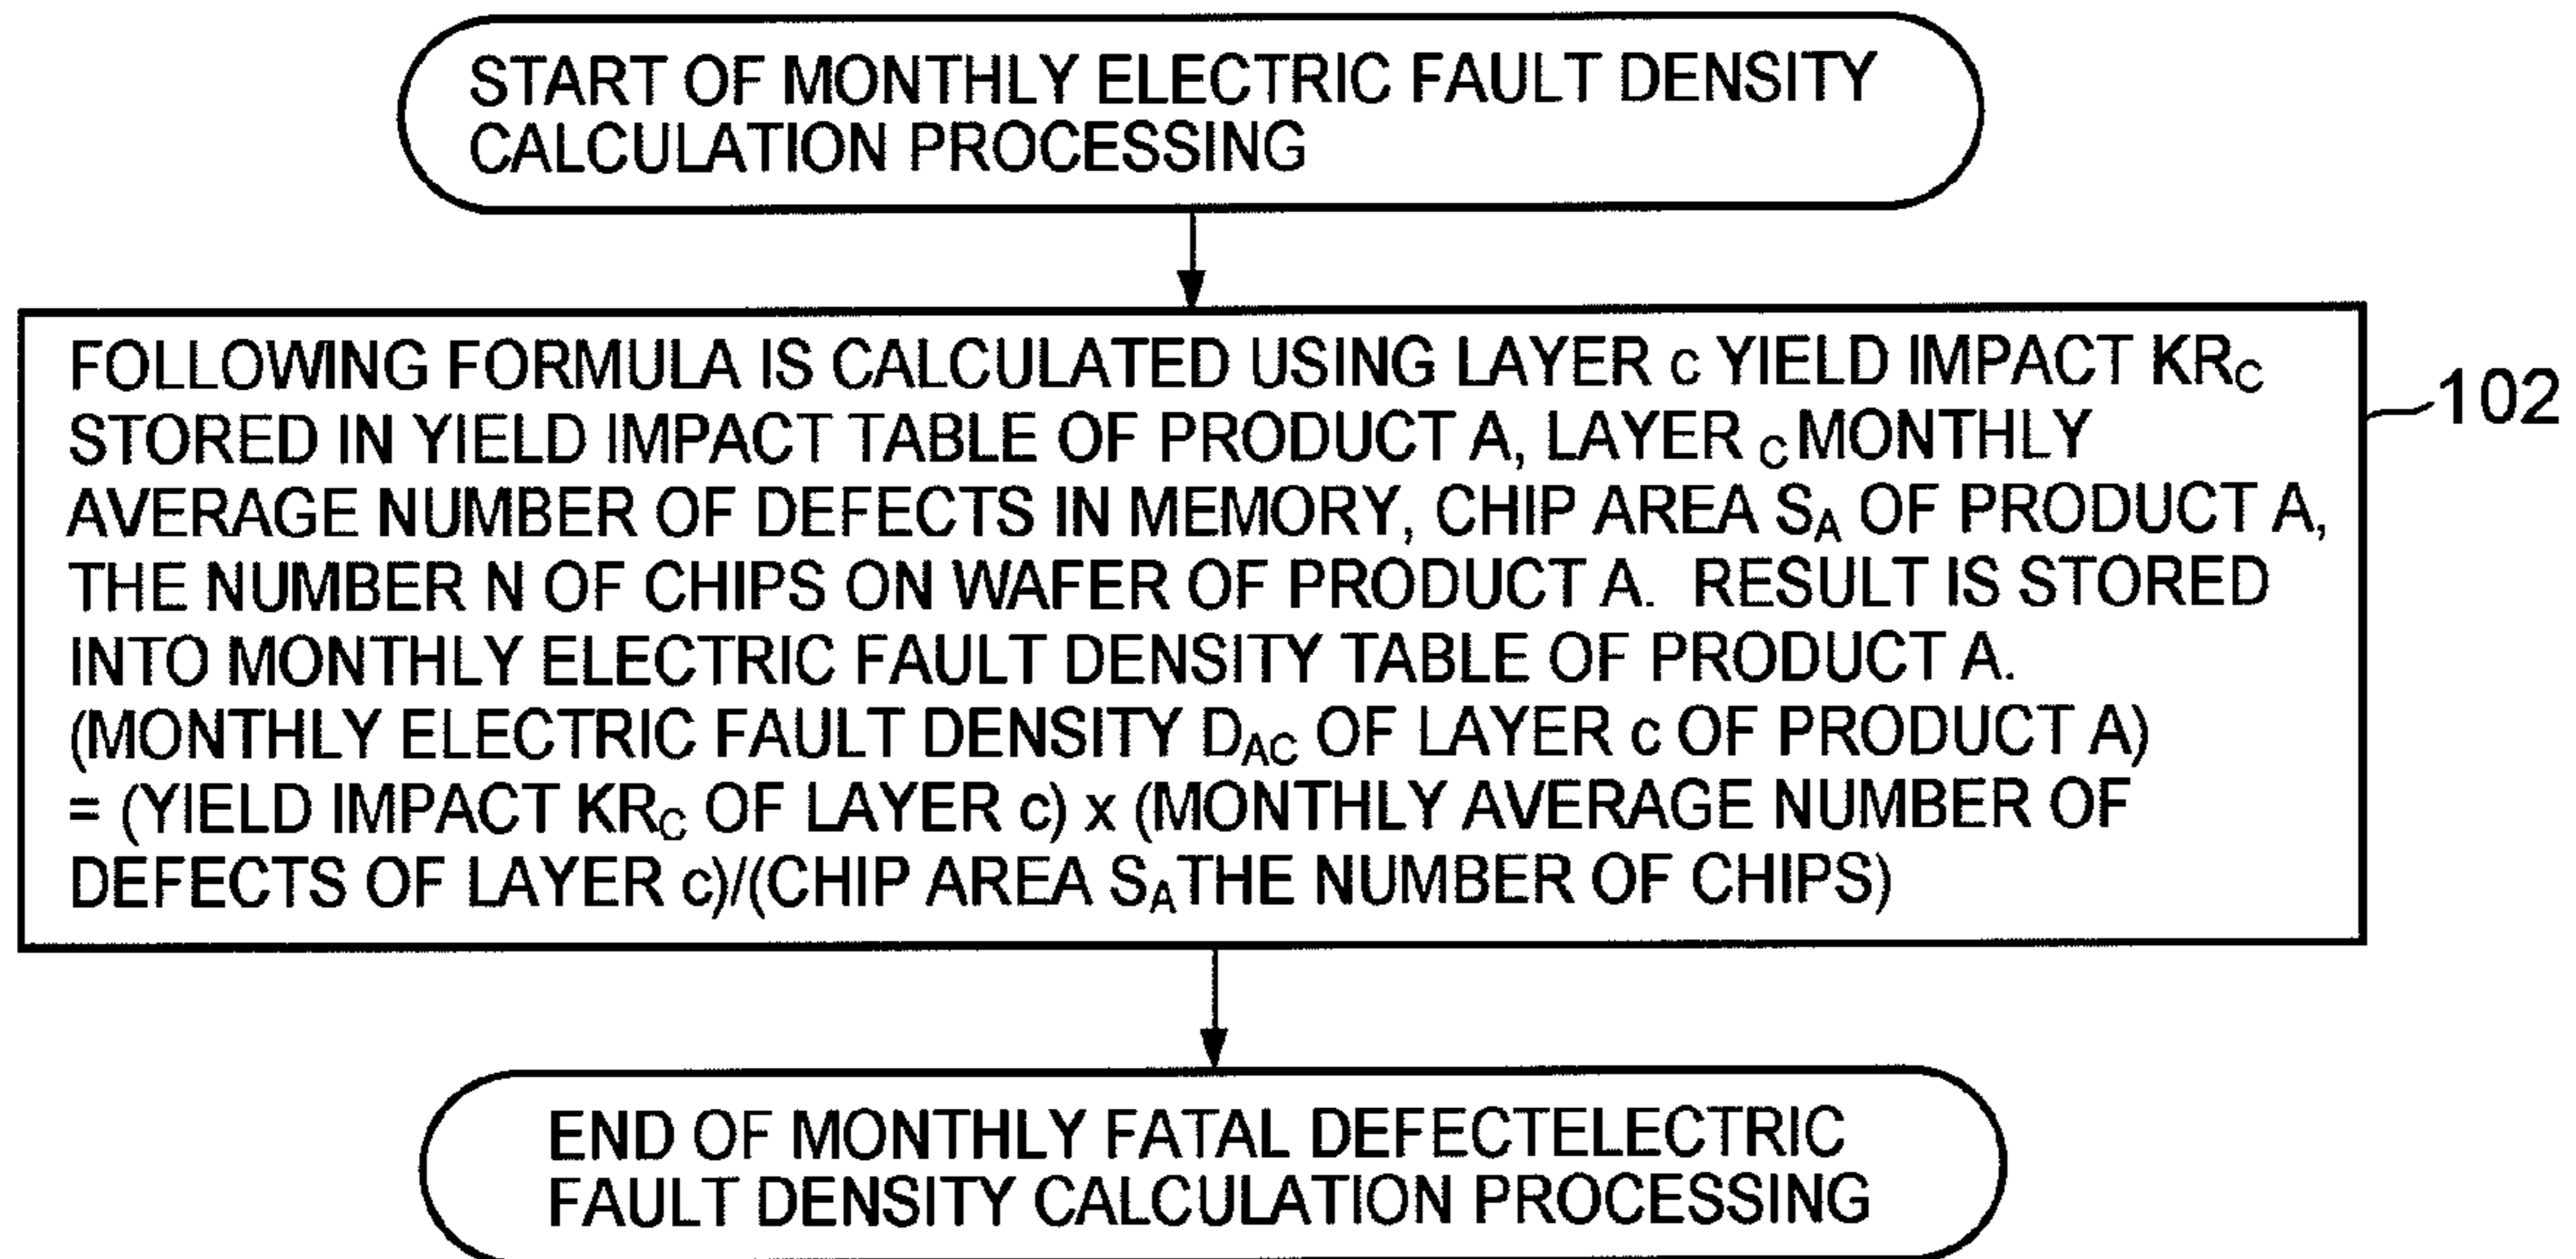 START OF MONTHLY ELECTRIC FAULT DENSITY
CALCULATION PROCESSING
FOLLOWING FORMULA IS CALCULATED USING LAYER c YIELD IMPACT KRC
STORED IN YIELD IMPACT TABLE OF PRODUCT A, LAYER C MONTHLY
AVERAGE NUMBER OF DEFECTS IN MEMORY, CHIP AREA SA OF PRODUCT A,
THE NUMBER N OF CHIPS ON WAFER OF PRODUCT A. RESULT IS STORED
INTO MONTHLY ELECTRIC FAULT DENSITY TABLE OF PRODUCT A.
(MONTHLY ELECTRIC FAULT DENSITY DAC OF LAYER c OF PRODUCT A)
= (YIELD IMPACT KRC OF LAYER c) x (MONTHLY AVERAGE NUMBER OF
DEFECTS OF LAYER c)/(CHIP AREA SA THE NUMBER OF CHIPS)
102
END OF MONTHLY FATAL DEFECTELECTRIC
FAULT DENSITY CALCULATION PROCESSING